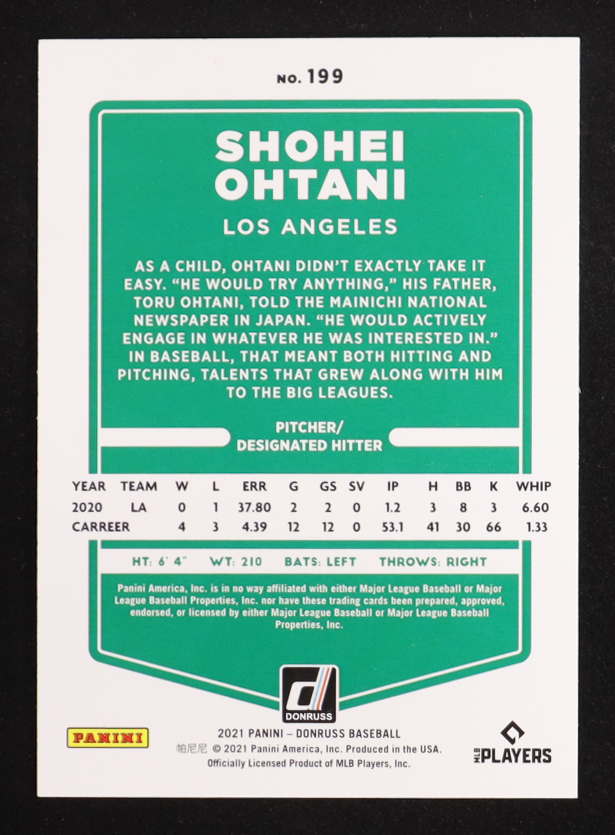 NO. 199
SHOHEI
OHTANI
LOS ANGELES
AS A CHILD, OHTANI DIDN'T EXACTLY TAKE IT
EASY. "HE WOULD TRY ANYTHING," HIS FATHER,
TORU OHTANI, TOLD THE MAINICHI NATIONAL
NEWSPAPER IN JAPAN. "HE WOULD ACTIVELY
ENGAGE IN WHATEVER HE WAS INTERESTED IN."
IN BASEBALL, THAT MEANT BOTH HITTING AND
PITCHING, TALENTS THAT GREW ALONG WITH HIM
TO THE BIG LEAGUES.
PITCHER/
DESIGNATED HITTER
YEAR TEAM W L ERR G GS SV IP H BB K WHIP
2020 LA 0 1 37.80 2 2 0 1.2 3 8 3 6.60
CARREER 4 3 4.39 12 12 0 53.1 41 30 66 1.33
HT: 6' 4" WT: 210 BATS: LEFT THROWS: RIGHT
Panini America, Inc. is in no way affiliated with either Major League Baseball or Major
League Baseball Properties, Inc. nor have these trading cards been prepared, approved,
endorsed, or licensed by either Major League Baseball or Major League Baseball
Properties, Inc.
d
DONRUSS
PANINI
2021 PANINI – DONRUSS BASEBALL
帕尼尼 © 2021 Panini America, Inc. Produced in the USA.
Officially Licensed Product of MLB Players, Inc.
MLB PLAYERS